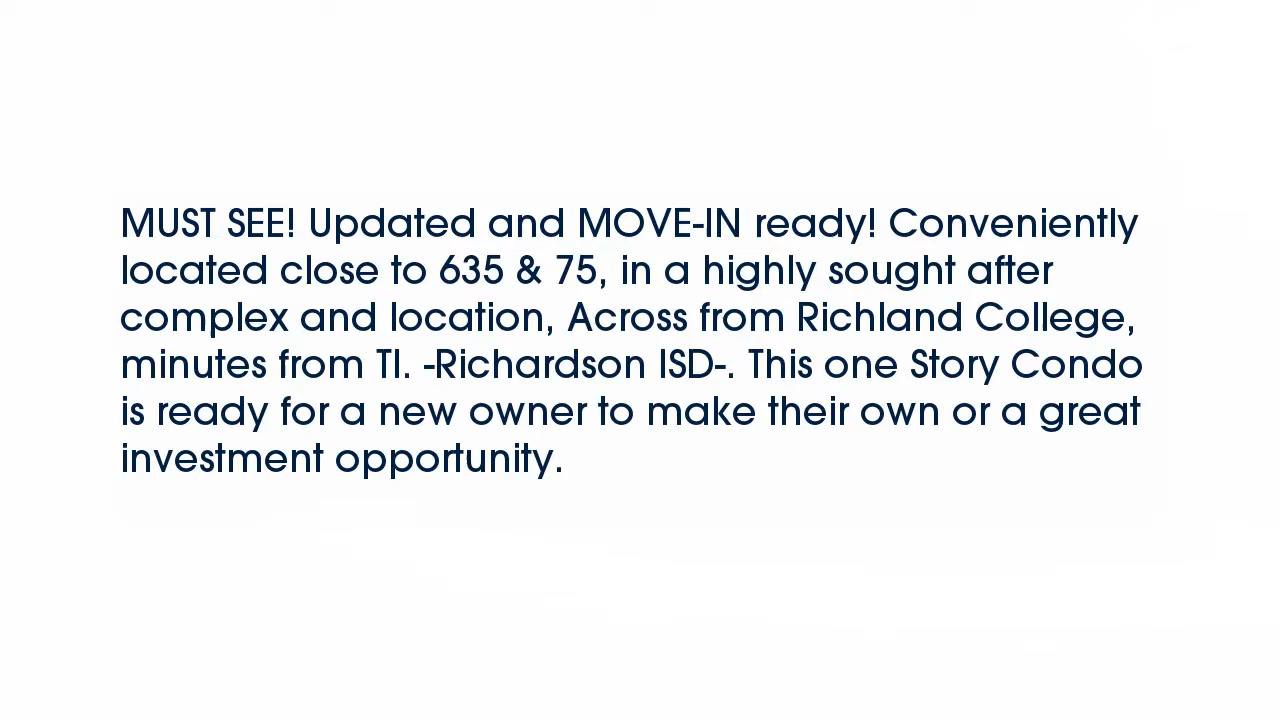 MUST SEE! Updated and MOVE-IN ready! Conveniently
located close to 635 & 75, in a highly sought after
complex and location, Across from Richland College,
minutes from TI. -Richardson ISD-. This one Story Condo
is ready for a new owner to make their own or a great
investment opportunity.